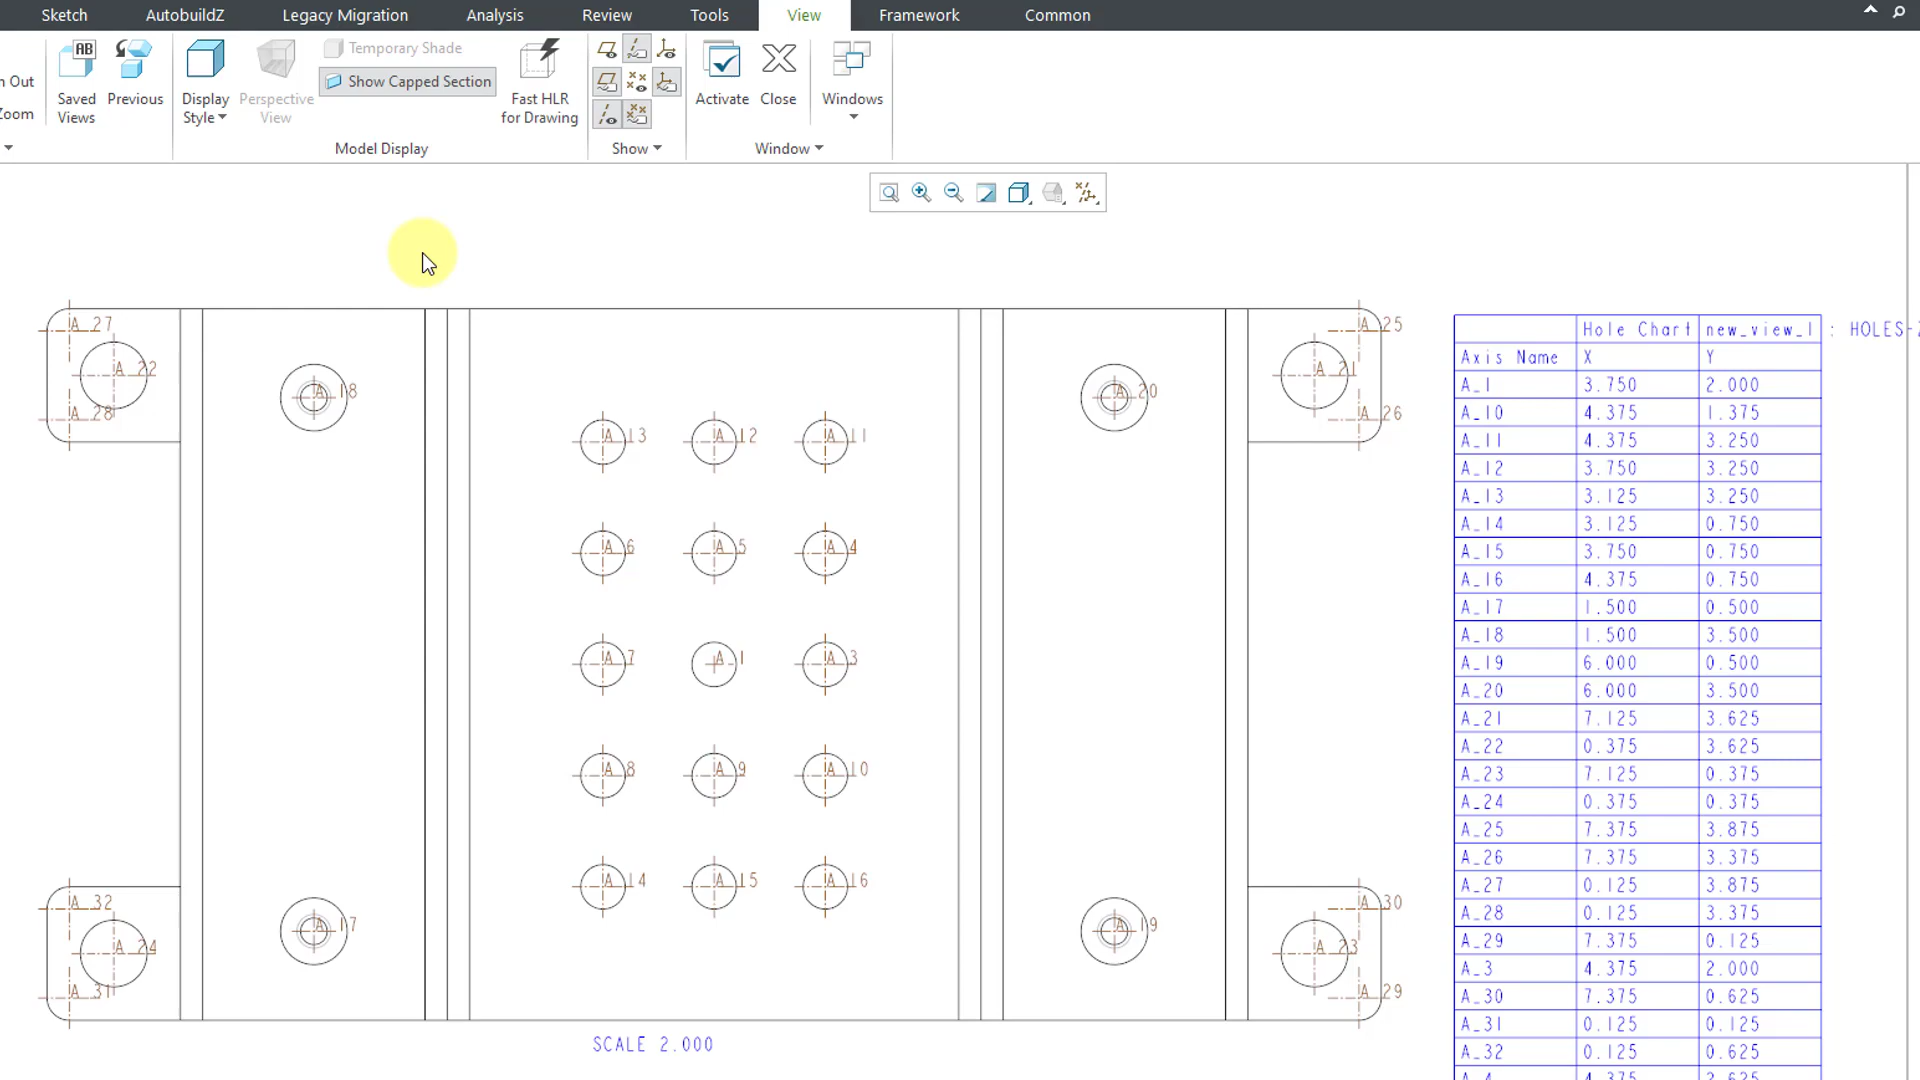 Sketch AutobuildZ Legacy Migration Analysis Review Tools View Framework Common
n Out
Zoom
Saved
Views
Previous
Display
Style
Perspective
View
Temporary Shade
Show Capped Section
Fast HLR
for Drawing
Model Display
Show
Activate
Close
Windows
Window
A_27 A_25
A_22 A_21
A_28 A_18 A_20 A_26
A_13 A_12 A_11
A_6 A_5 A_4
A_7 A_1 A_3
A_8 A_9 A_10
A_14 A_15 A_16
A_32 A_30
A_24 A_17 A_19 A_23
A_31 A_29
SCALE 2.000
Hole Chart new_view_1 : HOLES-
Axis Name X Y
A_1 3.750 2.000
A_10 4.375 1.375
A_11 4.375 3.250
A_12 3.750 3.250
A_13 3.125 3.250
A_14 3.125 0.750
A_15 3.750 0.750
A_16 4.375 0.750
A_17 1.500 0.500
A_18 1.500 3.500
A_19 6.000 0.500
A_20 6.000 3.500
A_21 7.125 3.625
A_22 0.375 3.625
A_23 7.125 0.375
A_24 0.375 0.375
A_25 7.375 3.875
A_26 7.375 3.375
A_27 0.125 3.875
A_28 0.125 3.375
A_29 7.375 0.125
A_3 4.375 2.000
A_30 7.375 0.625
A_31 0.125 0.125
A_32 0.125 0.625
A_4 4.375 2.625